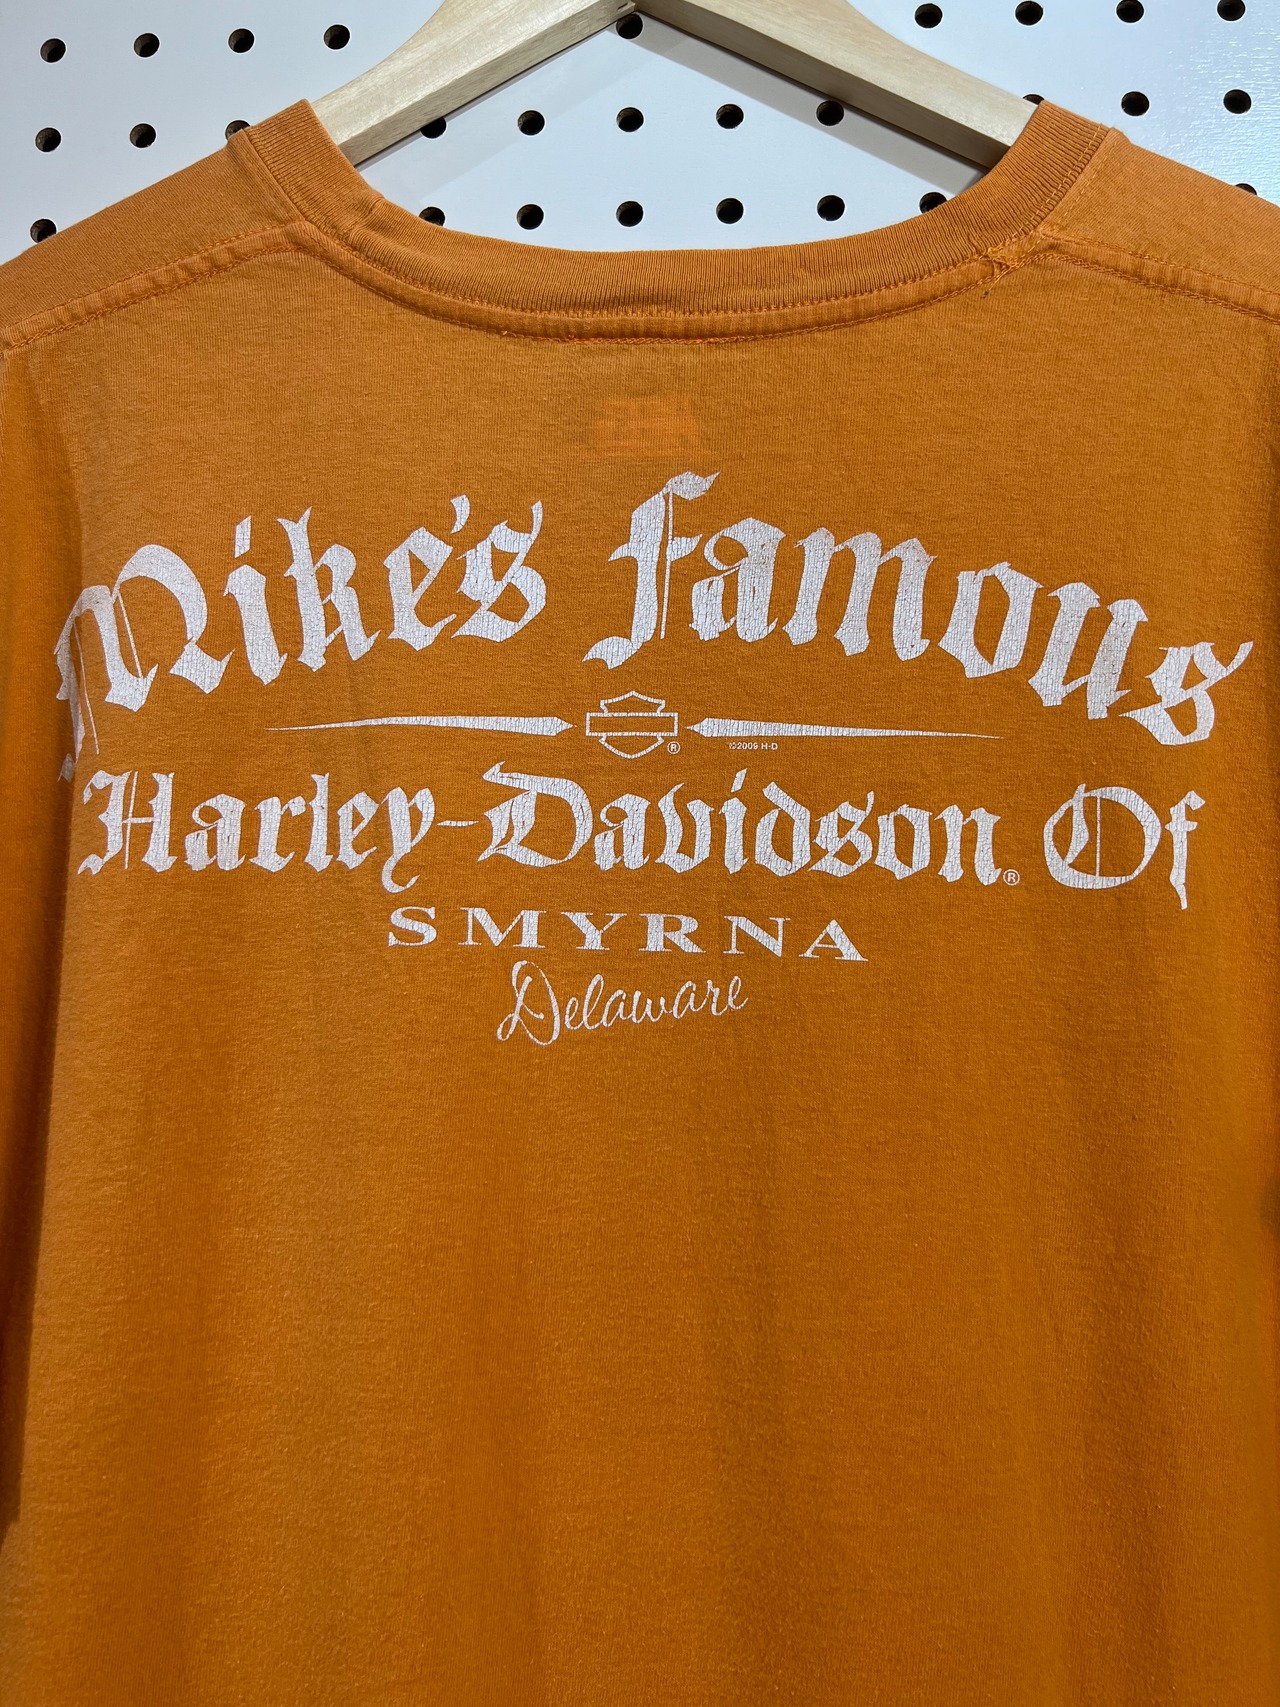 Mike's Famous
®
©2009 H-D
Harley-Davidson® Of
SMYRNA
Delaware